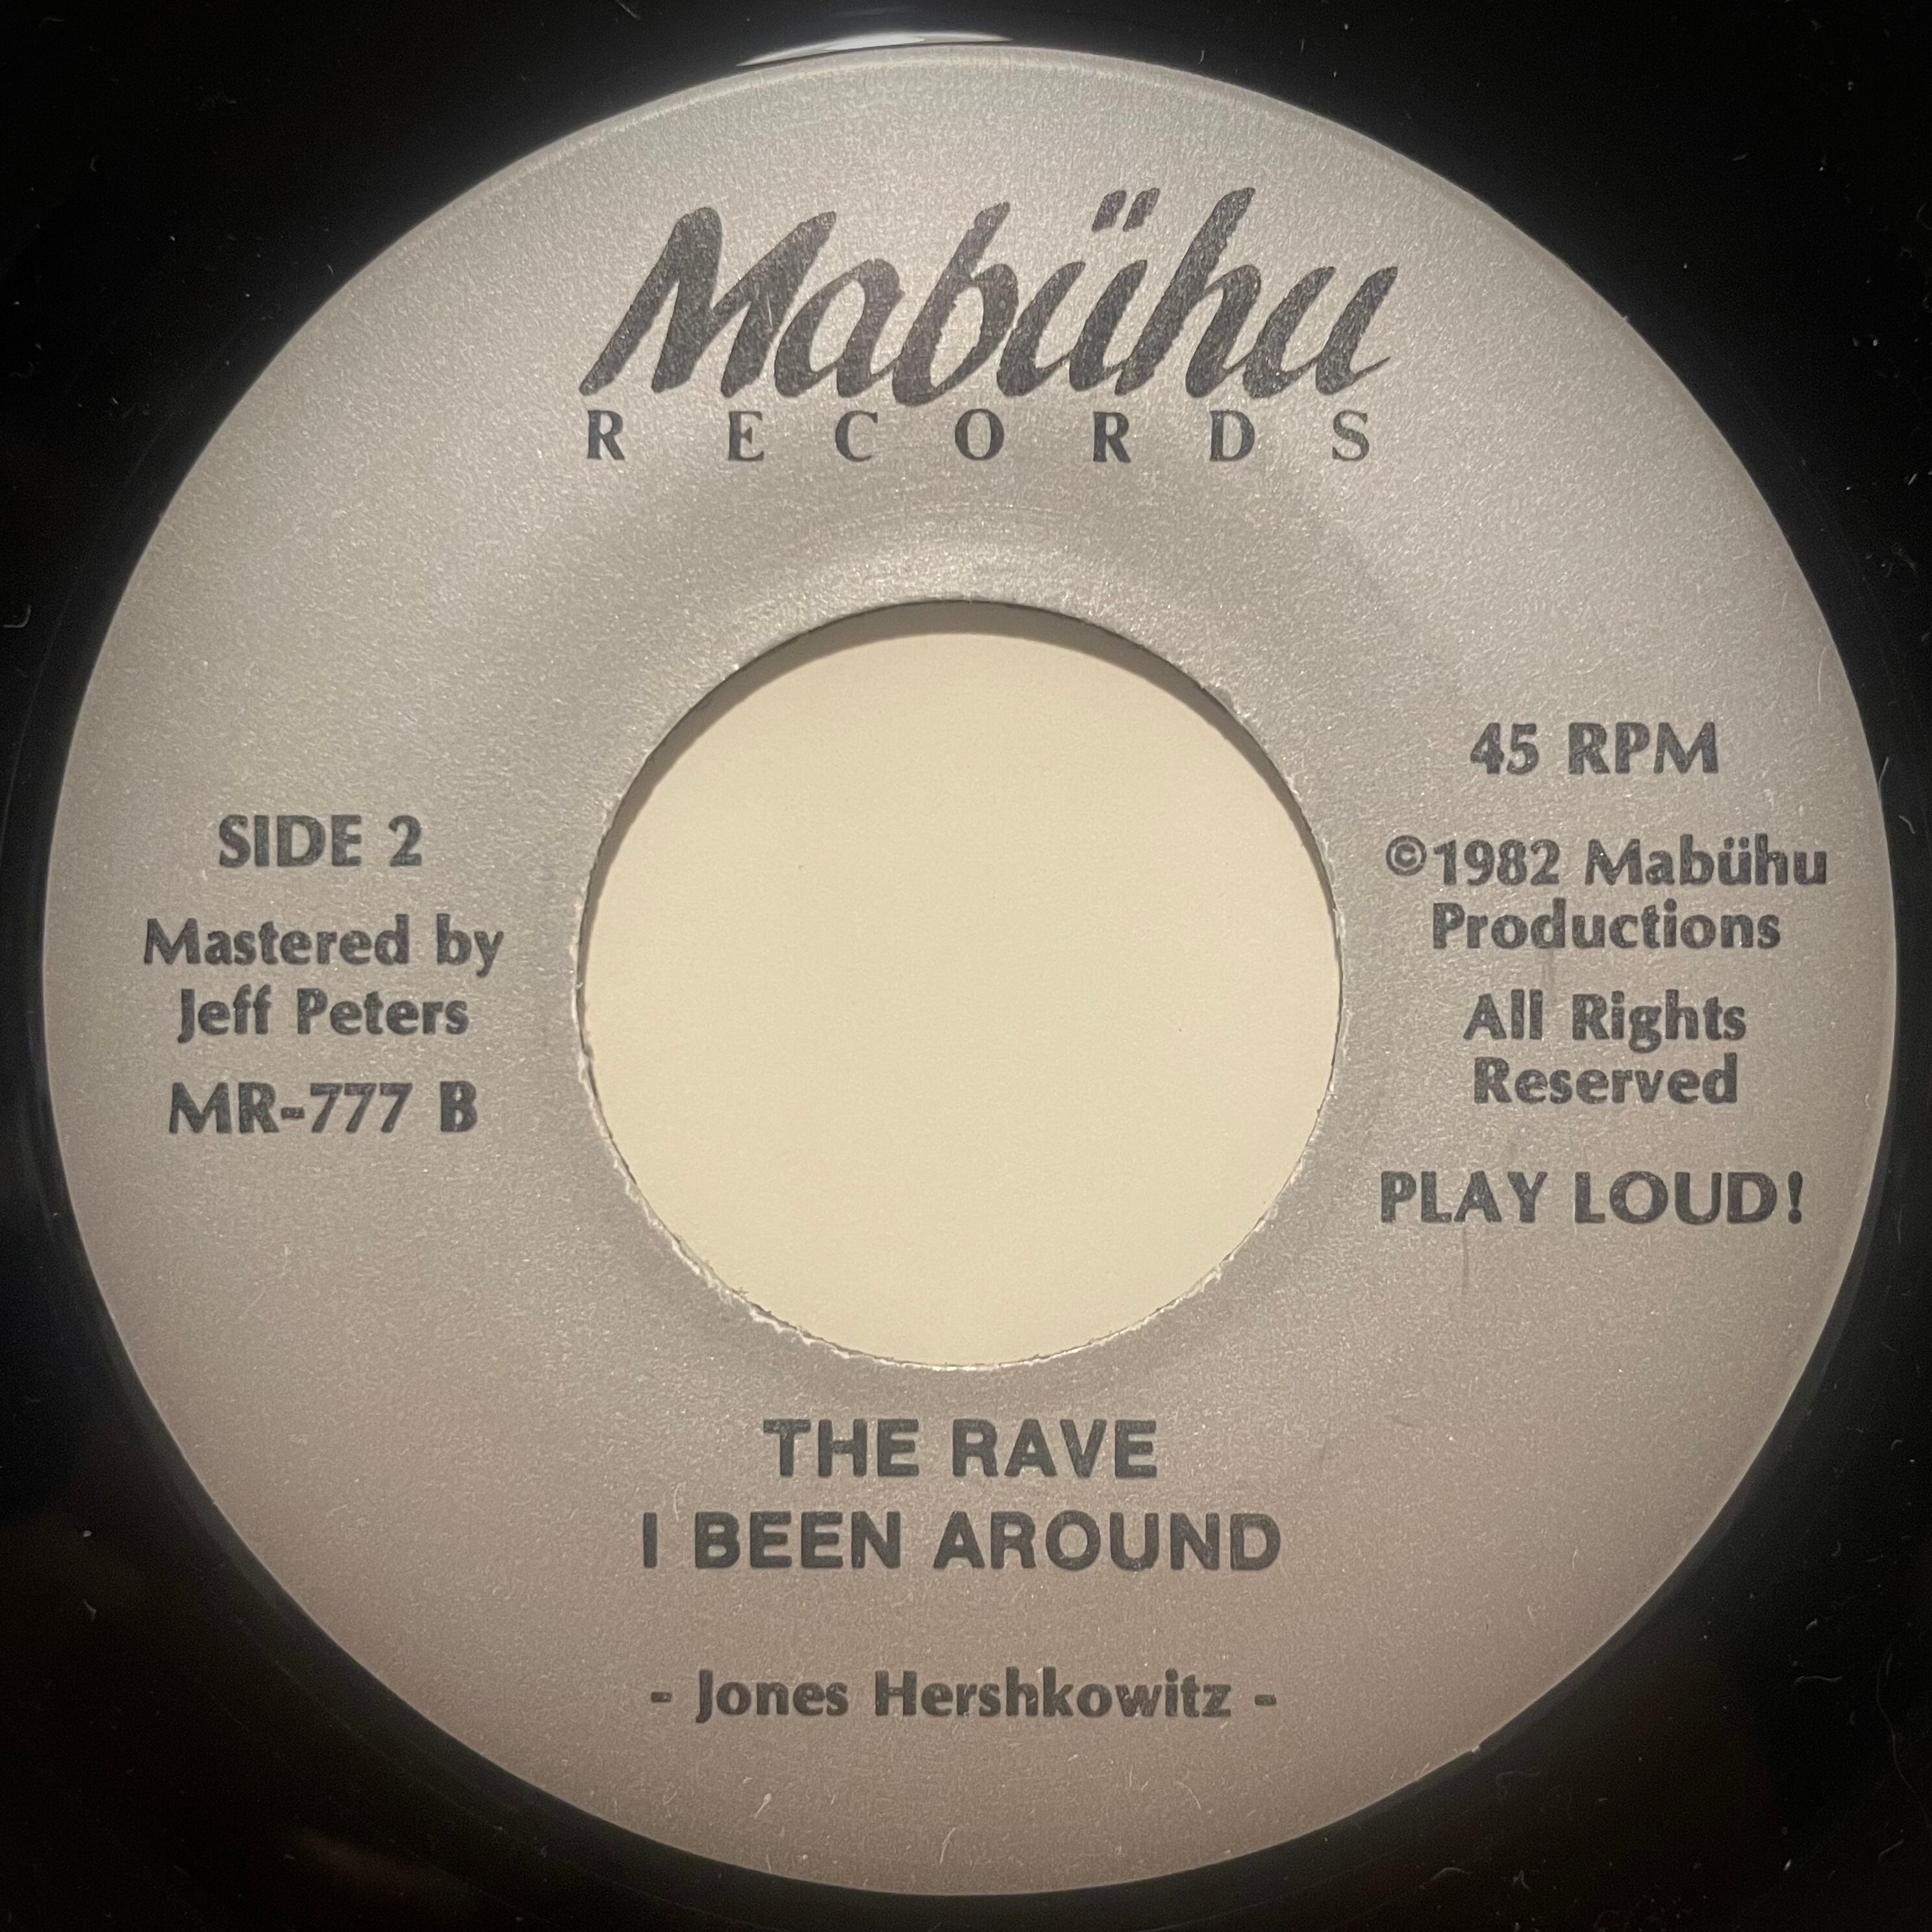 Mabühu
RECORDS
SIDE 2
Mastered by
Jeff Peters
MR-777 B
45 RPM
©1982 Mabühu
Productions
All Rights
Reserved
PLAY LOUD!
THE RAVE
I BEEN AROUND
- Jones Hershkowitz -